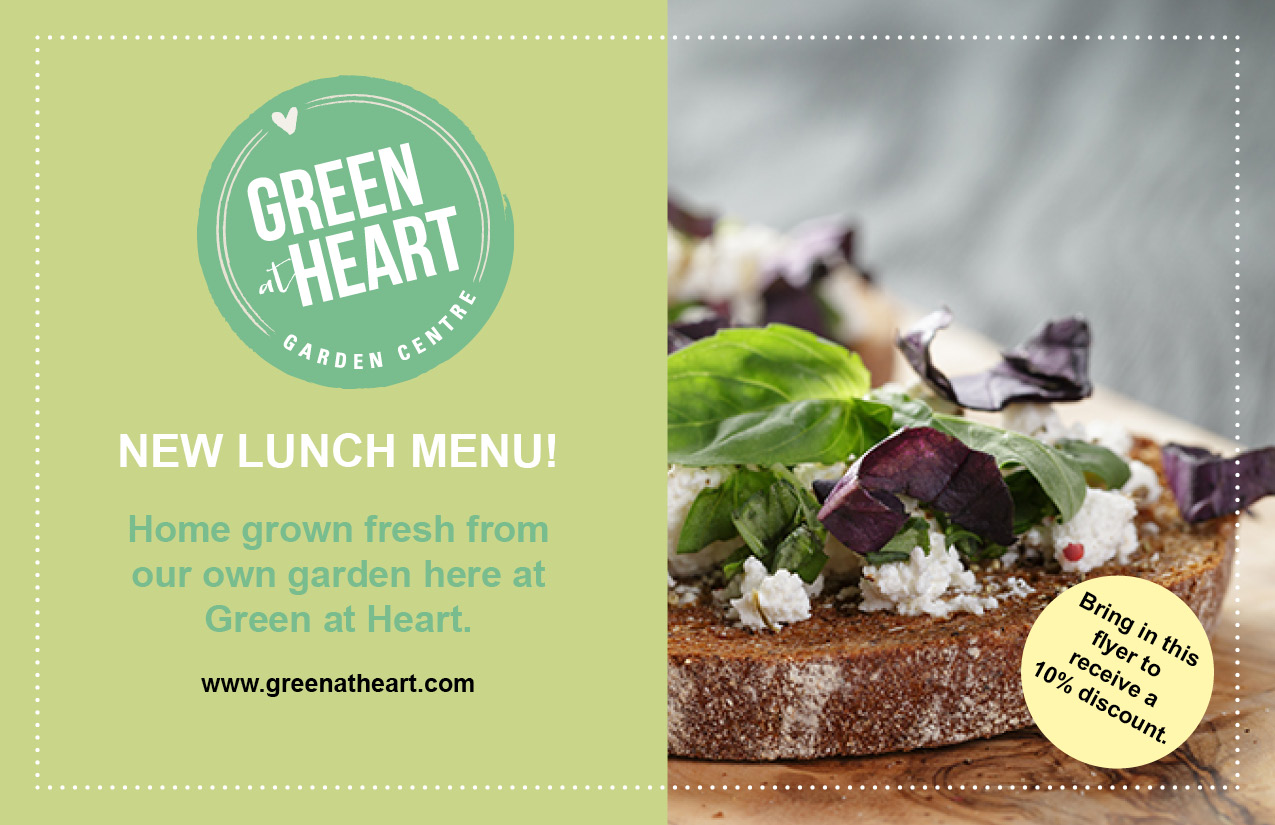 GREEN
at HEART
GARDEN CENTRE
NEW LUNCH MENU!
Home grown fresh from
our own garden here at
Green at Heart.
www.greenatheart.com
Bring in this
flyer to
receive a
10% discount.